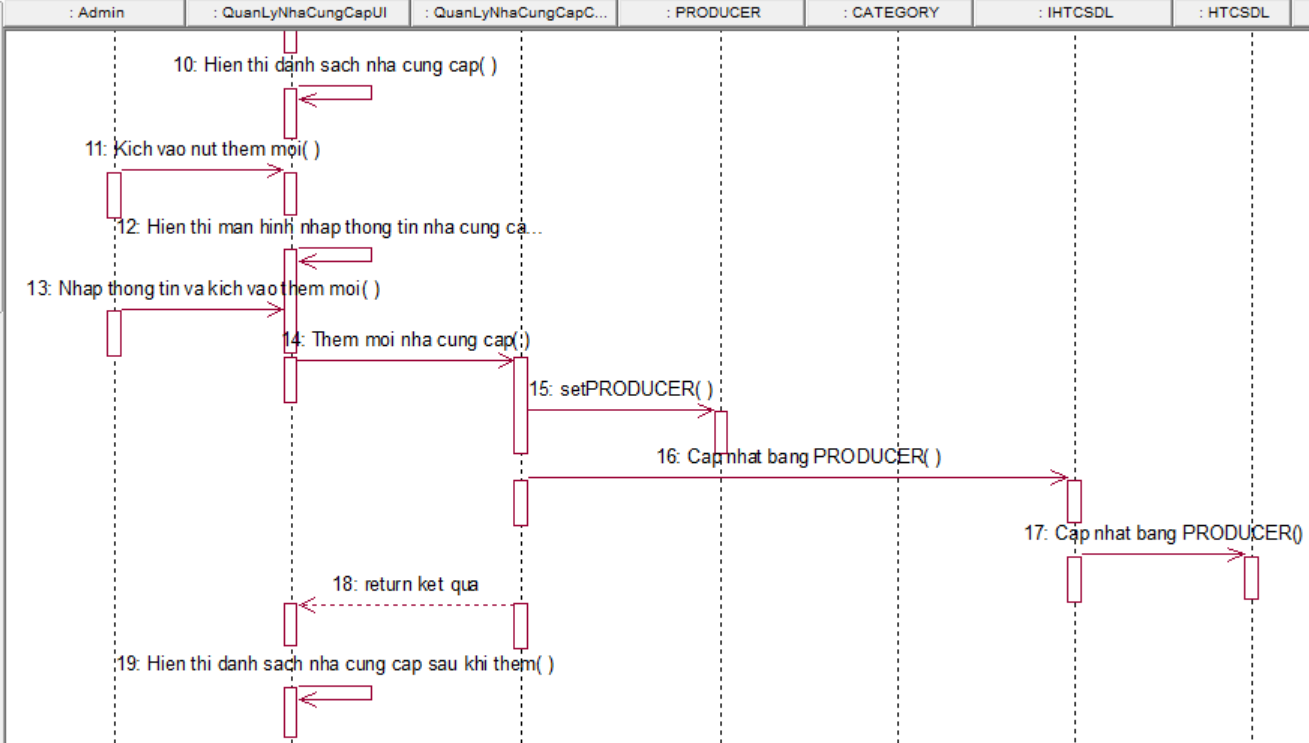 : Admin
: QuanLyNhaCungCapUI
: QuanLyNhaCungCapC...
: PRODUCER
: CATEGORY
: IHTCSDL
: HTCSDL
10: Hien thi danh sach nha cung cap( )
11: Kich vao nut them moi( )
12: Hien thi man hinh nhap thong tin nha cung ca...
13: Nhap thong tin va kich vao them moi( )
14: Them moi nha cung cap( )
15: setPRODUCER( )
16: Cap nhat bang PRODUCER( )
17: Cap nhat bang PRODUCER()
18: return ket qua
19: Hien thi danh sach nha cung cap sau khi them( )